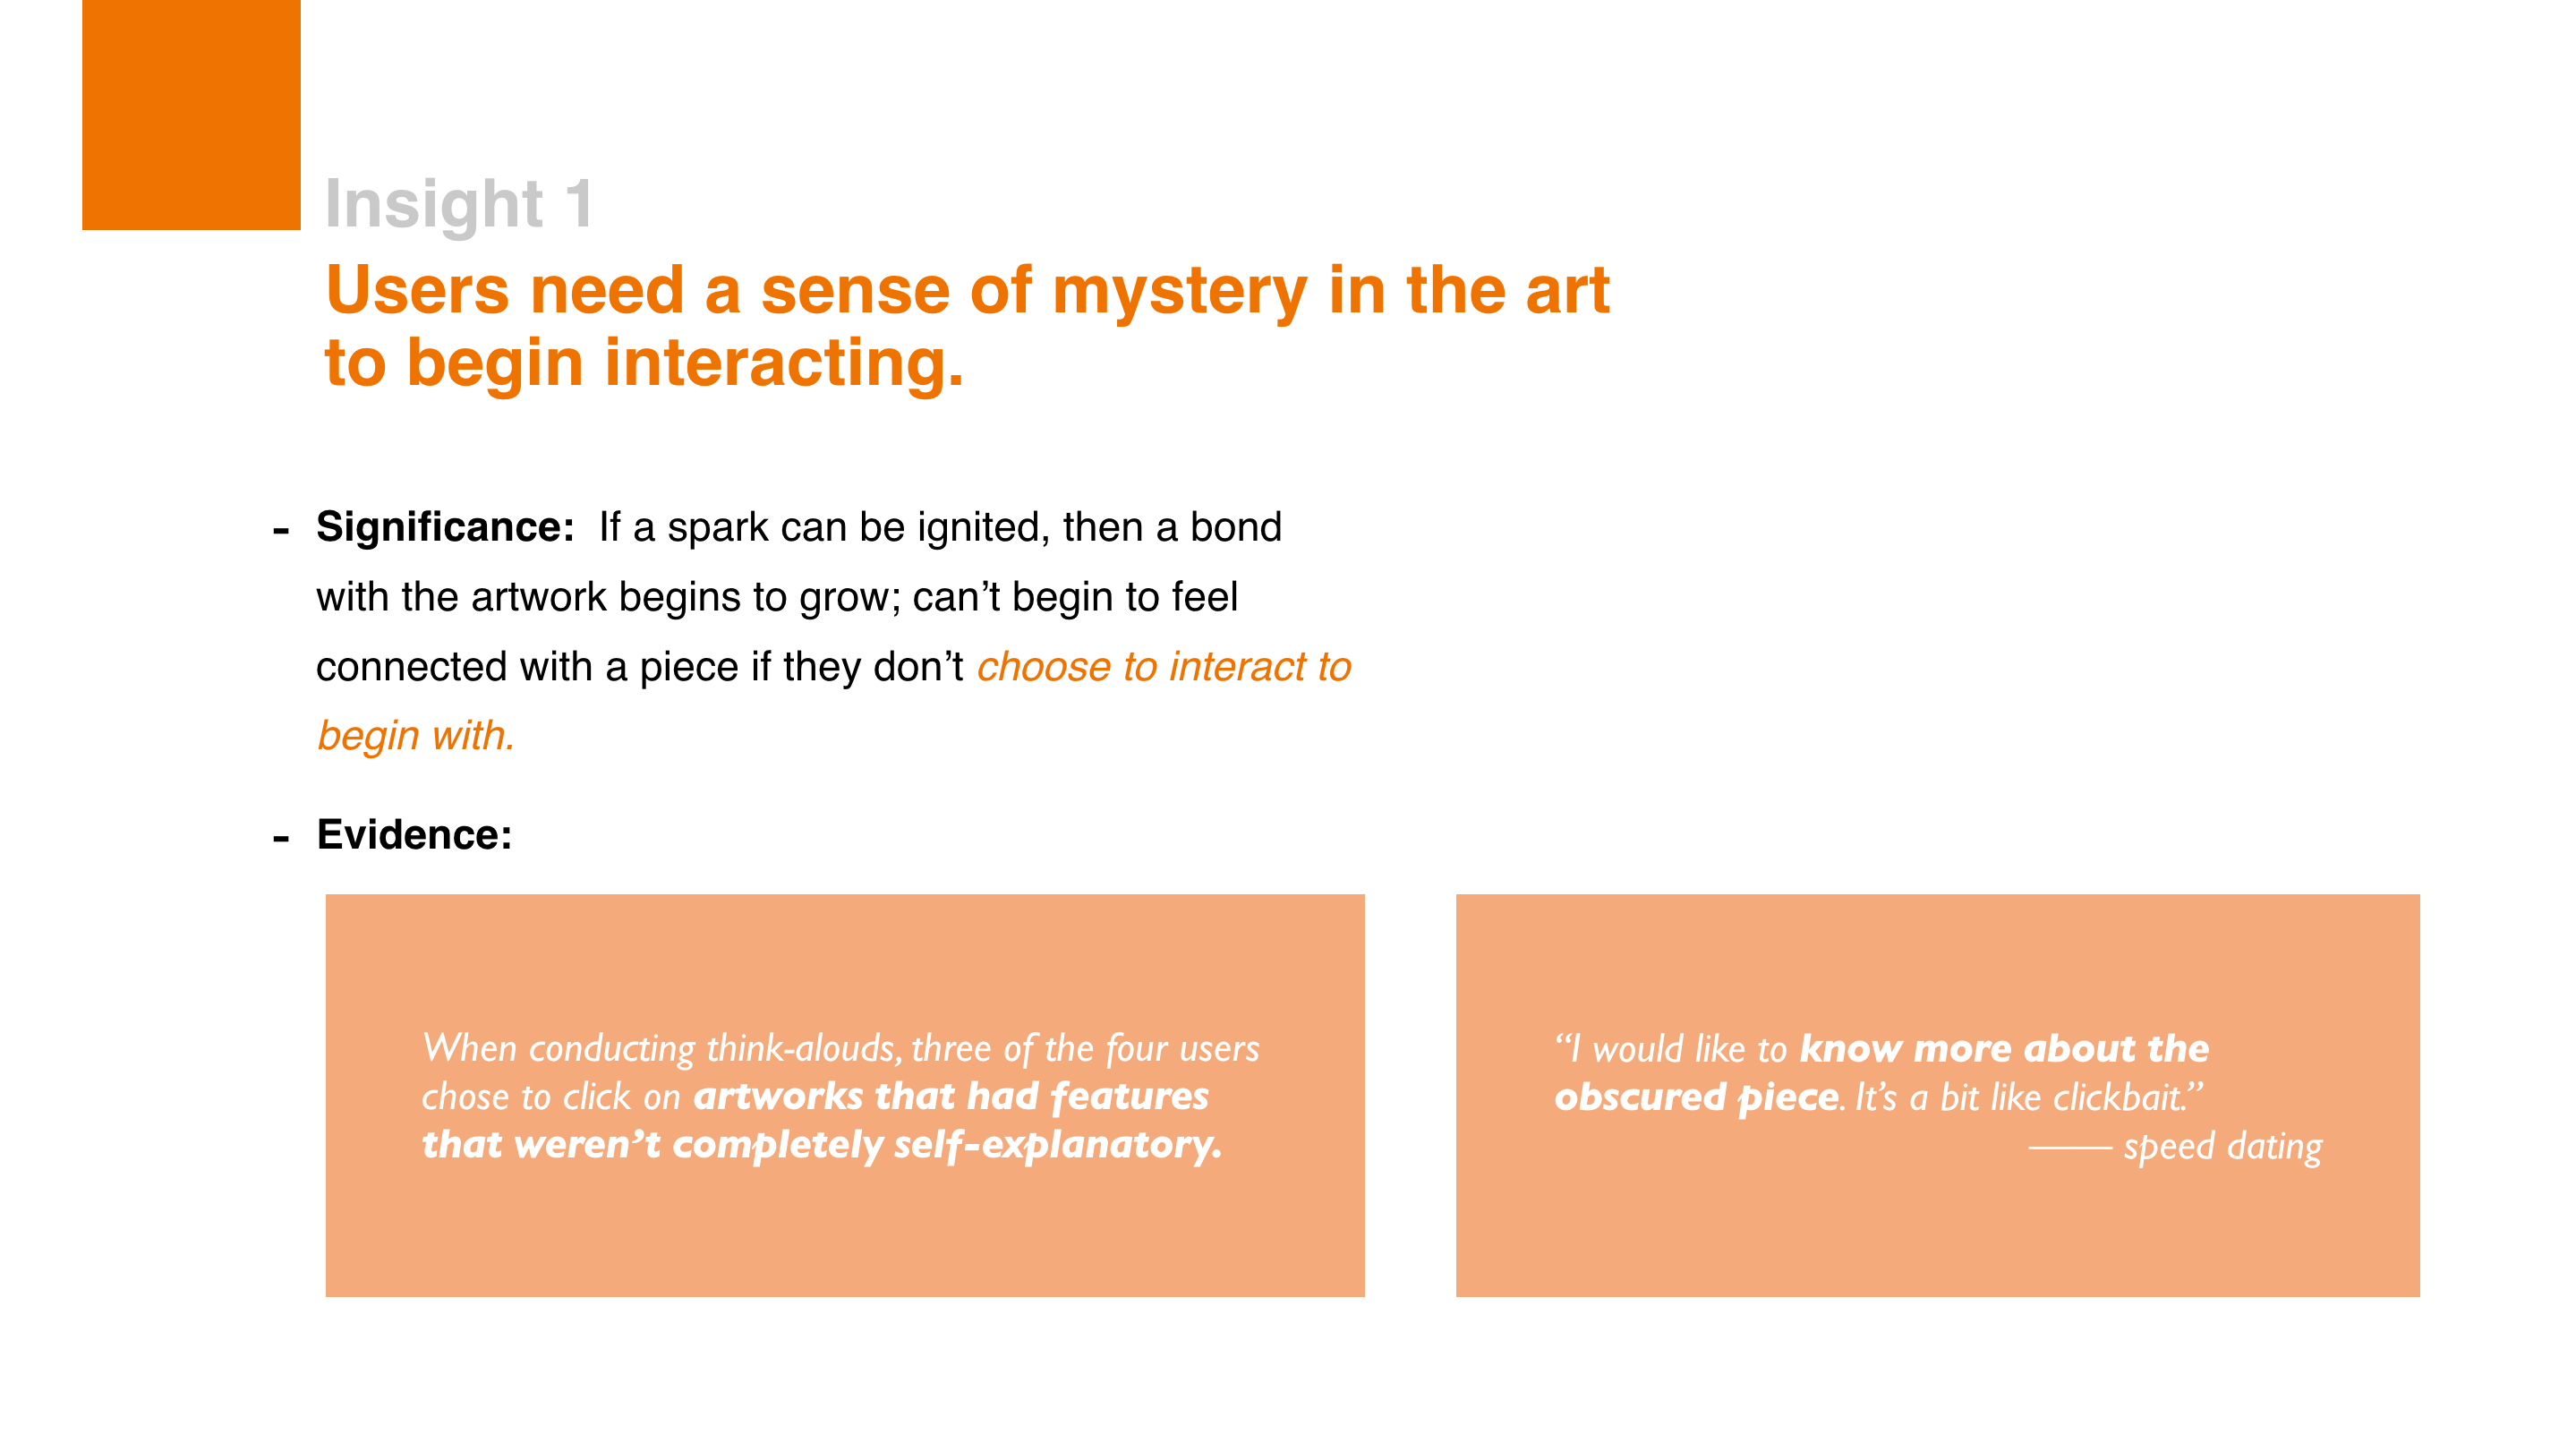 Insight 1
Users need a sense of mystery in the art
to begin interacting.
- Significance:  If a spark can be ignited, then a bond
with the artwork begins to grow; can’t begin to feel
connected with a piece if they don’t choose to interact to
begin with.
- Evidence:
When conducting think-alouds, three of the four users
chose to click on artworks that had features
that weren’t completely self-explanatory.
“I would like to know more about the
obscured piece. It’s a bit like clickbait.”
—— speed dating